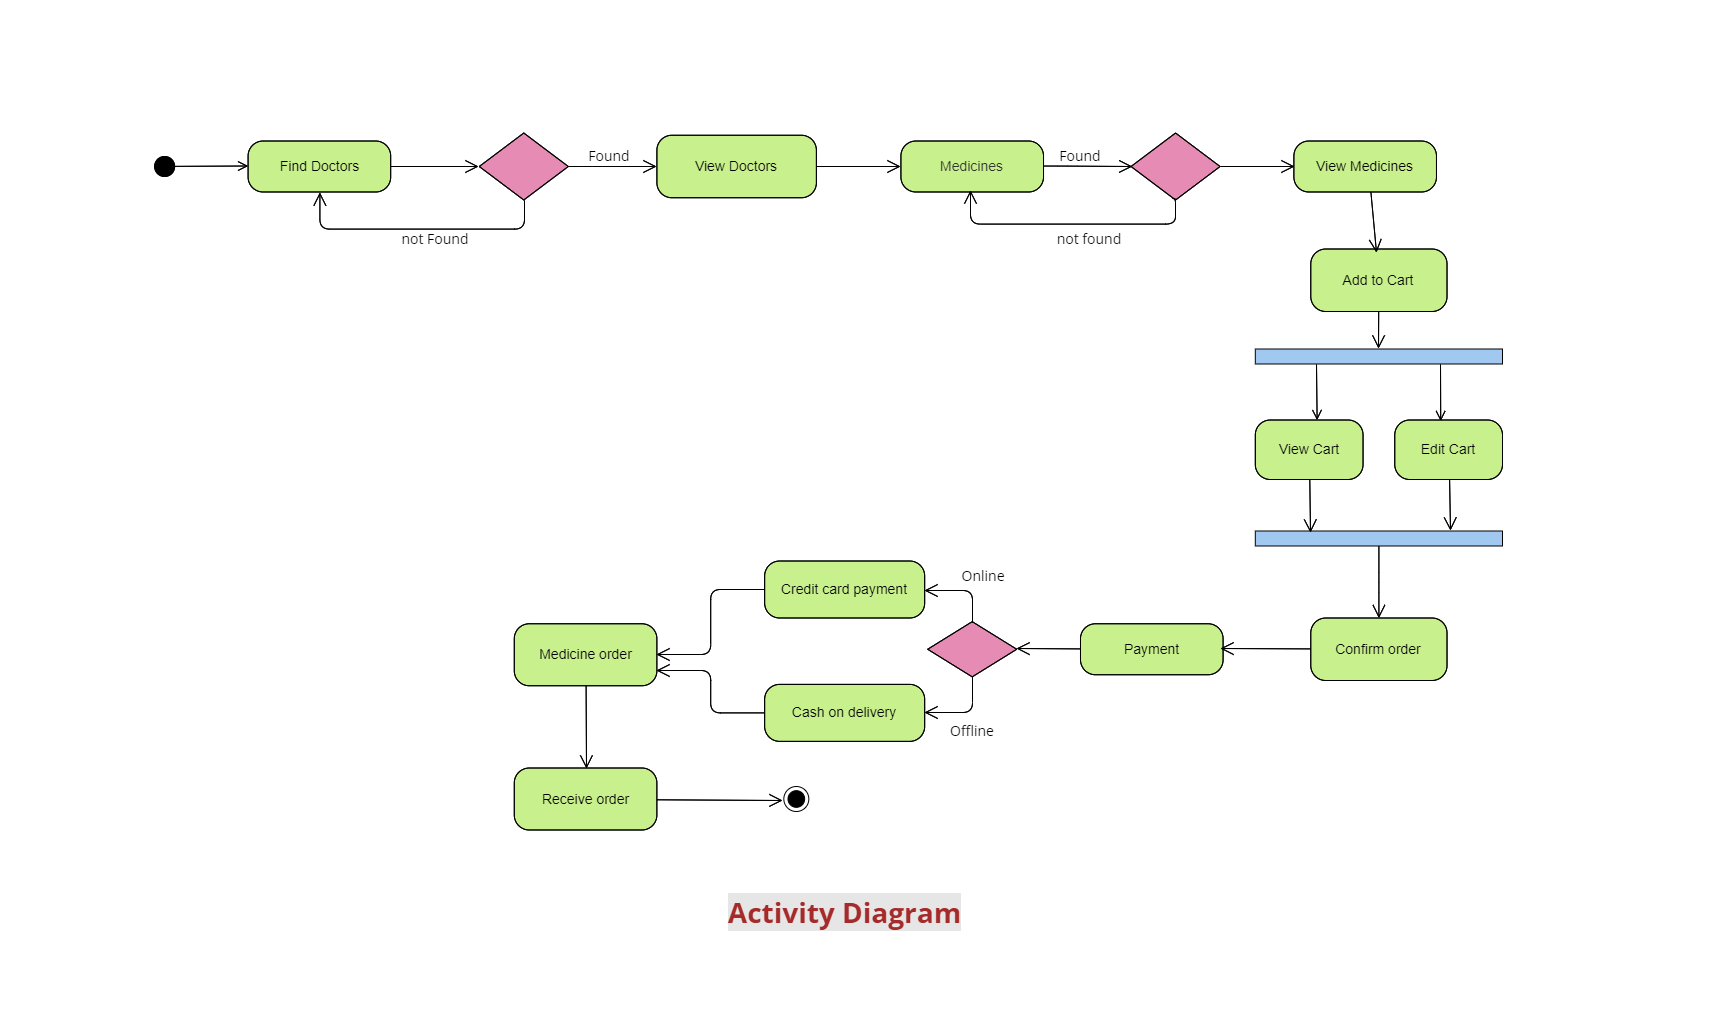 Find Doctors
Found
View Doctors
Medicines
Found
View Medicines
not Found
not found
Add to Cart
View Cart
Edit Cart
Online
Credit card payment
Medicine order
Payment
Confirm order
Cash on delivery
Offline
Receive order
Activity Diagram